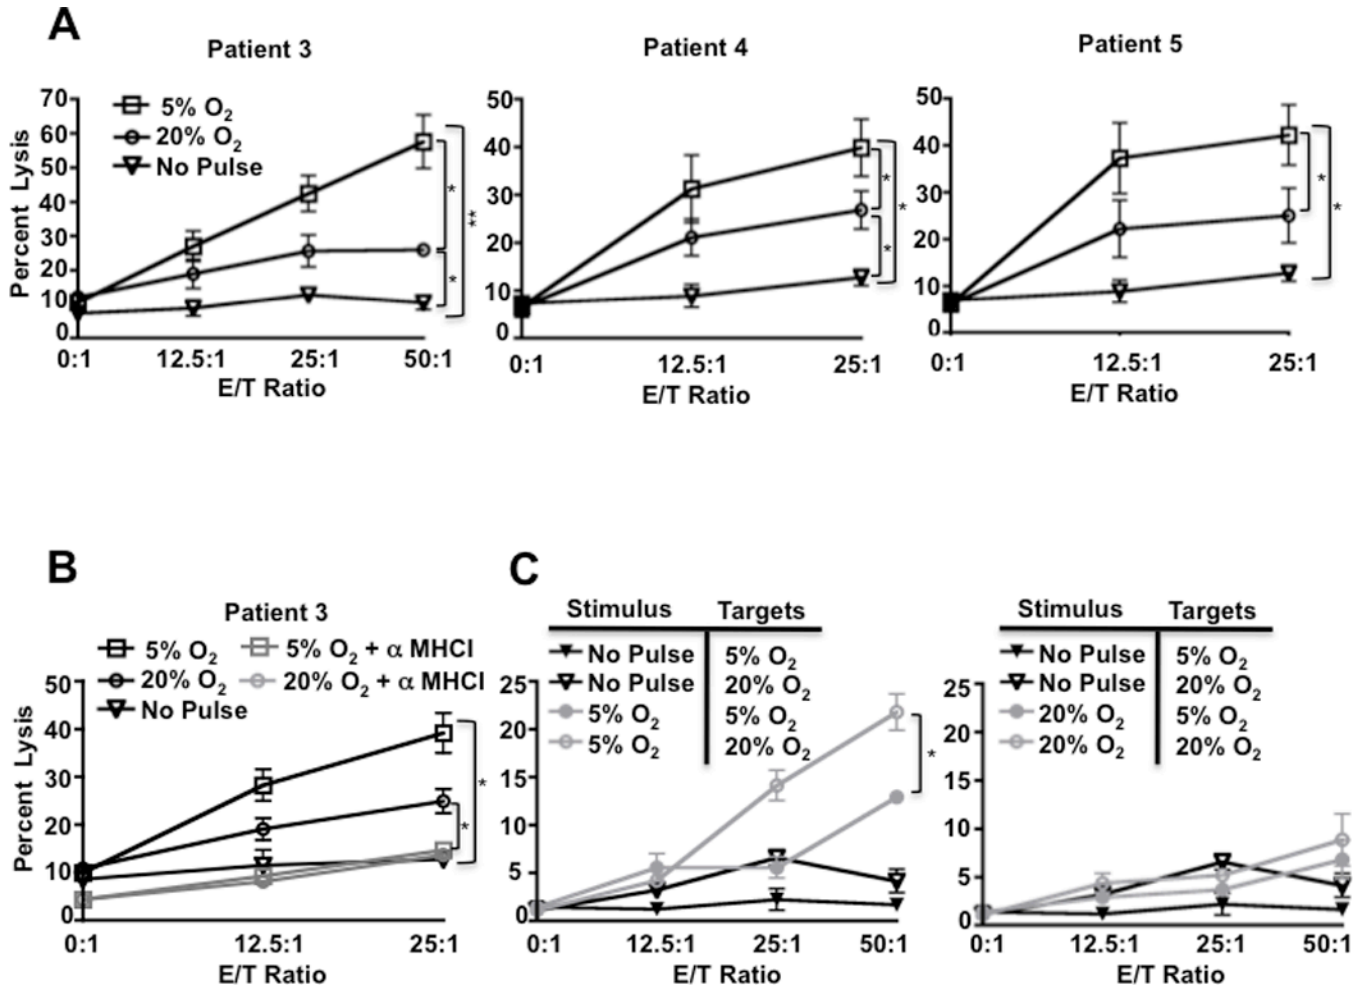 A
Patient 3
Patient 4
Patient 5
5% O2
20% O2
No Pulse
Percent Lysis
70
60
50
40
30
20
10
0
0:1 12.5:1 25:1 50:1
E/T Ratio
*
*
**
50
40
30
20
10
0
0:1 12.5:1 25:1
E/T Ratio
*
*
*
50
40
30
20
10
0
0:1 12.5:1 25:1
E/T Ratio
*
*
B
Patient 3
5% O2 5% O2 + α MHCI
20% O2 20% O2 + α MHCI
No Pulse
Percent Lysis
50
40
30
20
10
0
0:1 12.5:1 25:1
E/T Ratio
*
*
C
Stimulus Targets
No Pulse 5% O2
No Pulse 20% O2
5% O2 5% O2
5% O2 20% O2
25
20
15
10
5
0
0:1 12.5:1 25:1 50:1
E/T Ratio
*
Stimulus Targets
No Pulse 5% O2
No Pulse 20% O2
20% O2 5% O2
20% O2 20% O2
25
20
15
10
5
0
0:1 12.5:1 25:1 50:1
E/T Ratio